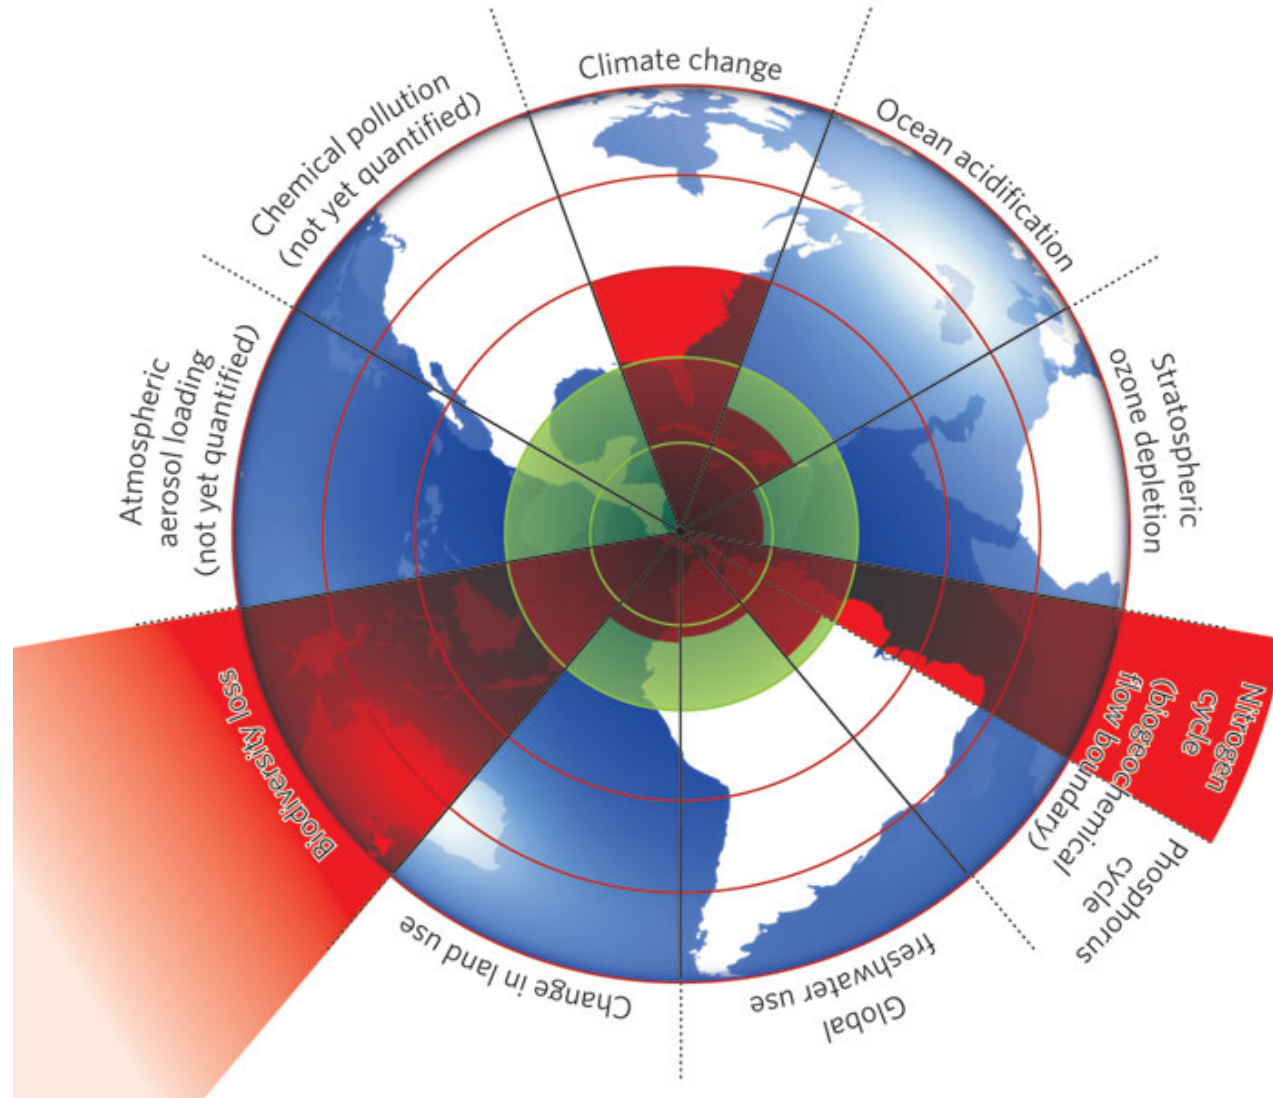 Climate change
Ocean acidification
Stratospheric
ozone depletion
Nitrogen
cycle
(biogeochemical
flow boundary)
Phosphorus
cycle
Global
freshwater use
Change in land use
Biodiversity loss
Atmospheric
aerosol loading
(not yet quantified)
Chemical pollution
(not yet quantified)